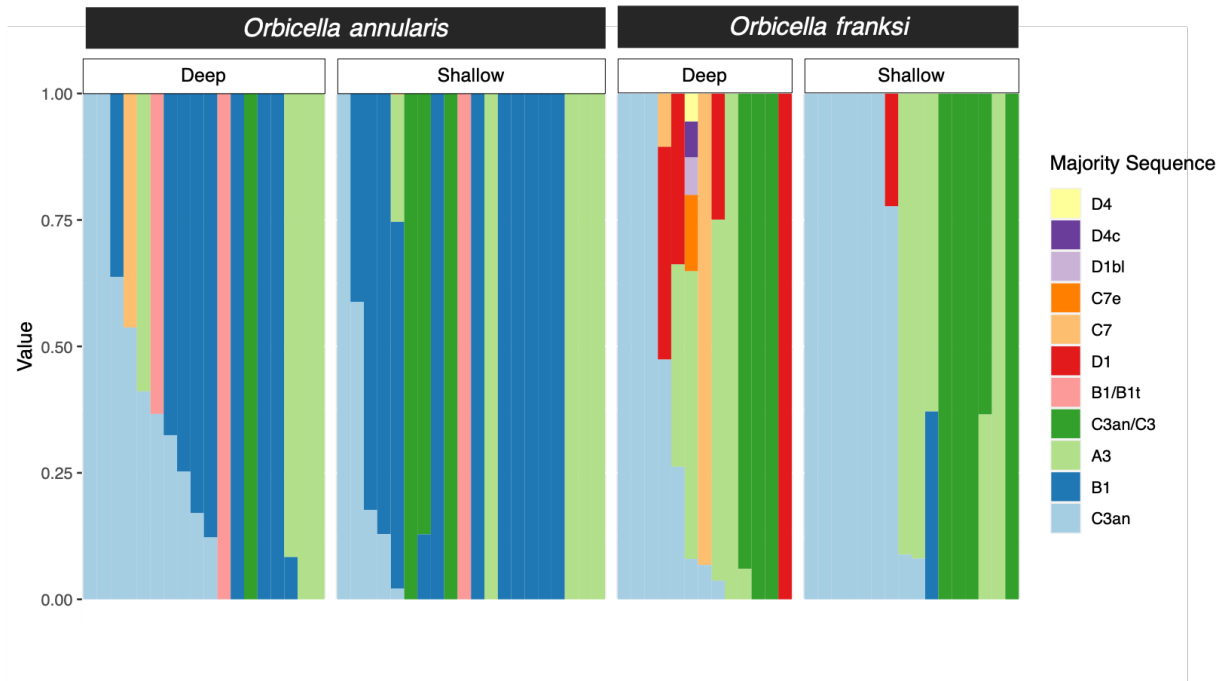 Orbicella annularis
Orbicella franksi
Deep
Shallow
Deep
Shallow
1.00
0.75
0.50
0.25
0.00
Value
Majority Sequence
D4
D4c
D1bl
C7e
C7
D1
B1/B1t
C3an/C3
A3
B1
C3an